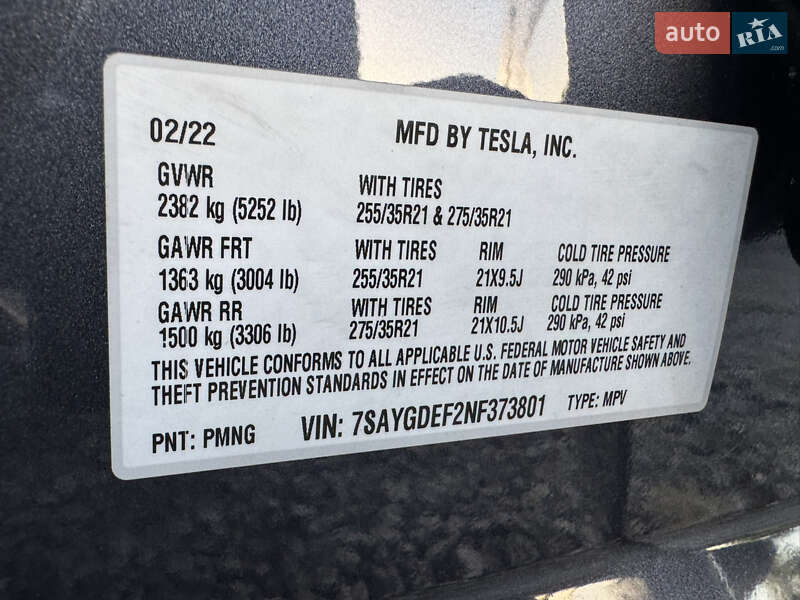 auto RIA.com
02/22 MFD BY TESLA, INC.
GVWR WITH TIRES
2382 kg (5252 lb) 255/35R21 & 275/35R21
GAWR FRT WITH TIRES RIM COLD TIRE PRESSURE
1363 kg (3004 lb) 255/35R21 21X9.5J 290 kPa, 42 psi
GAWR RR WITH TIRES RIM COLD TIRE PRESSURE
1500 kg (3306 lb) 275/35R21 21X10.5J 290 kPa, 42 psi
THIS VEHICLE CONFORMS TO ALL APPLICABLE U.S. FEDERAL MOTOR VEHICLE SAFETY AND
THEFT PREVENTION STANDARDS IN EFFECT ON THE DATE OF MANUFACTURE SHOWN ABOVE.
PNT: PMNG VIN: 7SAYGDEF2NF373801 TYPE: MPV